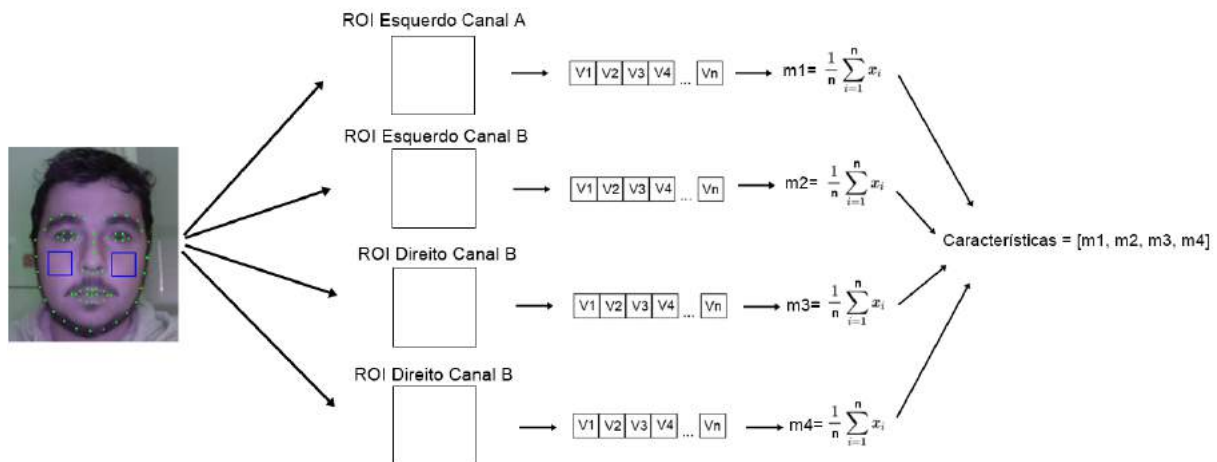 ROI Esquerdo Canal A
V1 V2 V3 V4 ... Vn
m1= 1/n ∑ i=1 n x_i
ROI Esquerdo Canal B
V1 V2 V3 V4 ... Vn
m2= 1/n ∑ i=1 n x_i
Características = [m1, m2, m3, m4]
ROI Direito Canal B
V1 V2 V3 V4 ... Vn
m3= 1/n ∑ i=1 n x_i
ROI Direito Canal B
V1 V2 V3 V4 ... Vn
m4= 1/n ∑ i=1 n x_i